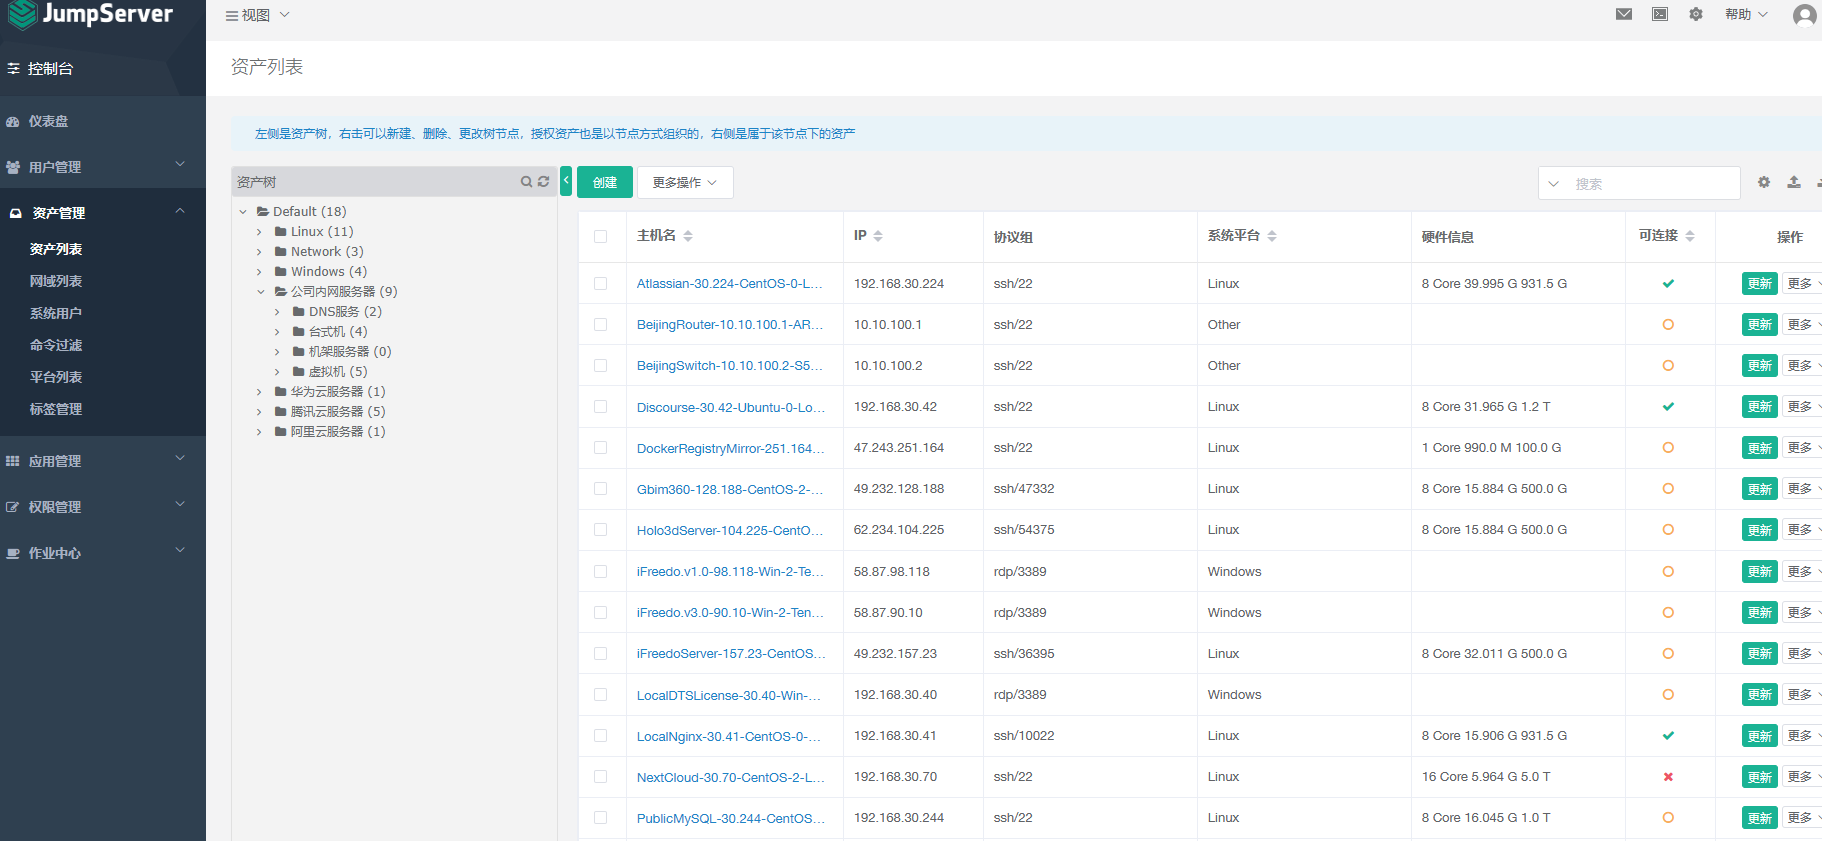 JumpServer
视图
帮助
控制台
资产列表
仪表盘
用户管理
资产管理
资产列表
网域列表
系统用户
命令过滤
平台列表
标签管理
应用管理
权限管理
作业中心
左侧是资产树，右击可以新建、删除、更改树节点，授权资产也是以节点方式组织的，右侧是属于该节点下的资产
资产树
Default (18)
Linux (11)
Network (3)
Windows (4)
公司内网服务器 (9)
DNS服务 (2)
台式机 (4)
机架服务器 (0)
虚拟机 (5)
华为云服务器 (1)
腾讯云服务器 (5)
阿里云服务器 (1)
创建 更多操作 搜索
主机名 IP 协议组 系统平台 硬件信息 可连接 操作
Atlassian-30.224-CentOS-0-L... 192.168.30.224 ssh/22 Linux 8 Core 39.995 G 931.5 G 更新 更多
BeijingRouter-10.10.100.1-AR... 10.10.100.1 ssh/22 Other 更新 更多
BeijingSwitch-10.10.100.2-S5... 10.10.100.2 ssh/22 Other 更新 更多
Discourse-30.42-Ubuntu-0-Lo... 192.168.30.42 ssh/22 Linux 8 Core 31.965 G 1.2 T 更新 更多
DockerRegistryMirror-251.164... 47.243.251.164 ssh/22 Linux 1 Core 990.0 M 100.0 G 更新 更多
Gbim360-128.188-CentOS-2-... 49.232.128.188 ssh/47332 Linux 8 Core 15.884 G 500.0 G 更新 更多
Holo3dServer-104.225-CentO... 62.234.104.225 ssh/54375 Linux 8 Core 15.884 G 500.0 G 更新 更多
iFreedo.v1.0-98.118-Win-2-Te... 58.87.98.118 rdp/3389 Windows 更新 更多
iFreedo.v3.0-90.10-Win-2-Ten... 58.87.90.10 rdp/3389 Windows 更新 更多
iFreedoServer-157.23-CentOS... 49.232.157.23 ssh/36395 Linux 8 Core 32.011 G 500.0 G 更新 更多
LocalDTSLicense-30.40-Win-... 192.168.30.40 rdp/3389 Windows 更新 更多
LocalNginx-30.41-CentOS-0-... 192.168.30.41 ssh/10022 Linux 8 Core 15.906 G 931.5 G 更新 更多
NextCloud-30.70-CentOS-2-L... 192.168.30.70 ssh/22 Linux 16 Core 5.964 G 5.0 T 更新 更多
PublicMySQL-30.244-CentOS... 192.168.30.244 ssh/22 Linux 8 Core 16.045 G 1.0 T 更新 更多